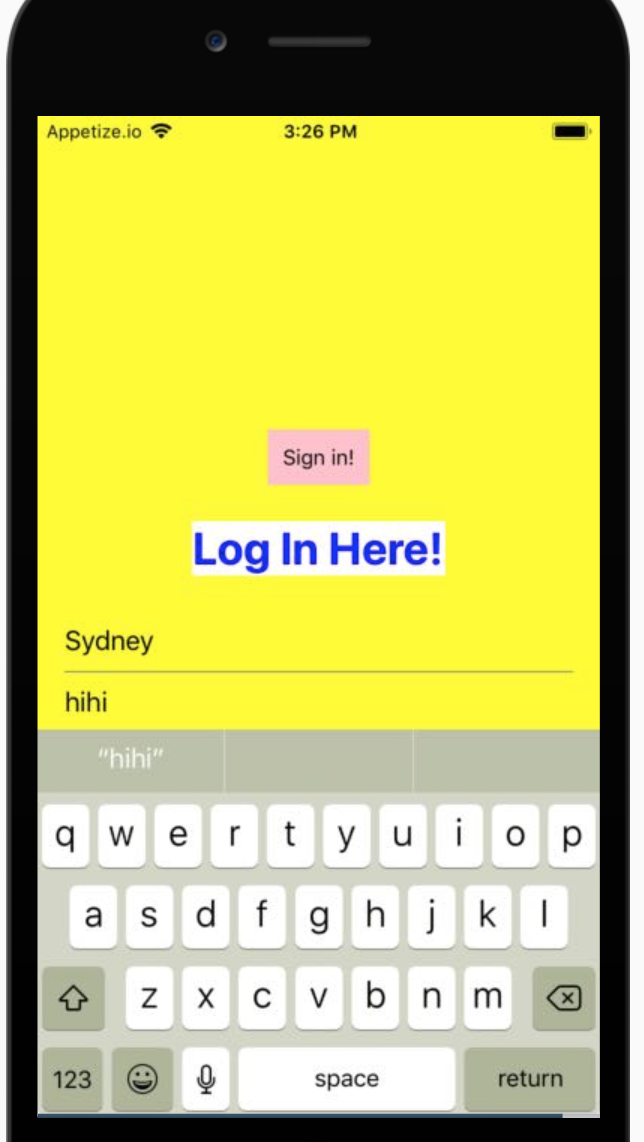 Appetize.io 3:26 PM
Sign in!
Log In Here!
Sydney
hihi
“hihi”
q w e r t y u i o p
a s d f g h j k l
z x c v b n m
123 space return